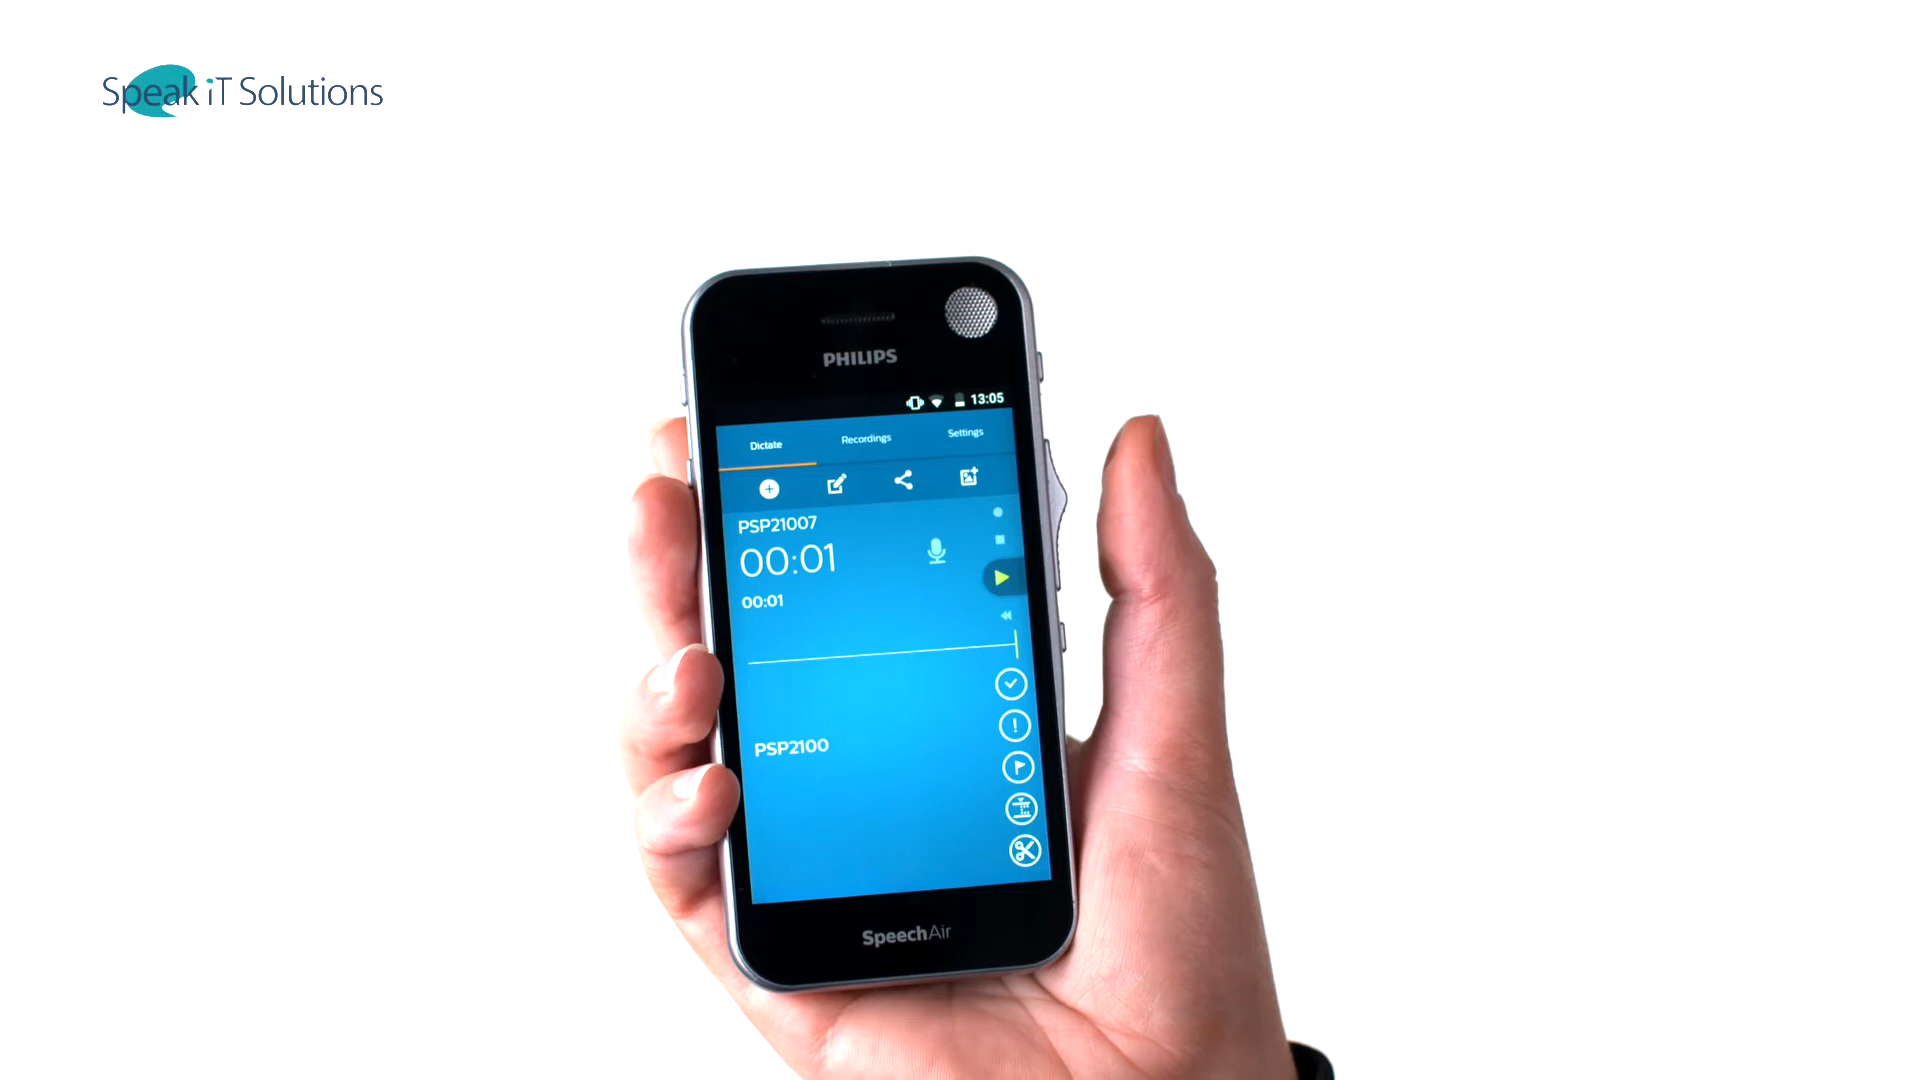 Speak iT Solutions
PHILIPS
13:05
Dictate Recordings Settings
PSP21007
00:01
00:01
PSP2100
SpeechAir